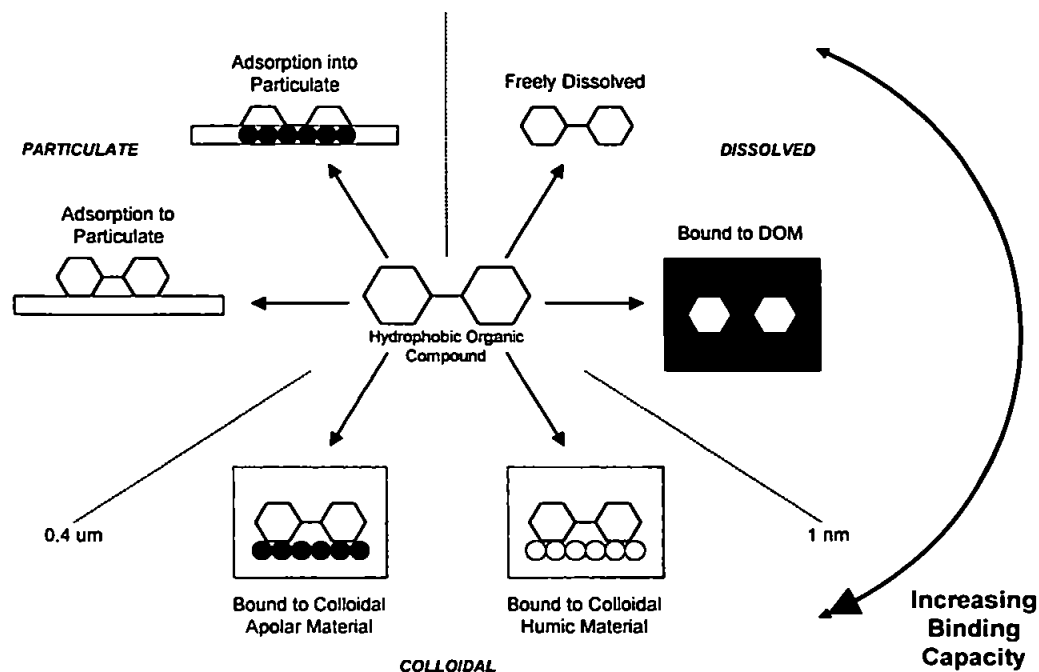 Adsorption into
Particulate
Freely Dissolved
PARTICULATE
DISSOLVED
Adsorption to
Particulate
Bound to DOM
Hydrophobic Organic
Compound
0.4 um
1 nm
Bound to Colloidal
Apolar Material
Bound to Colloidal
Humic Material
Increasing
Binding
Capacity
COLLOIDAL